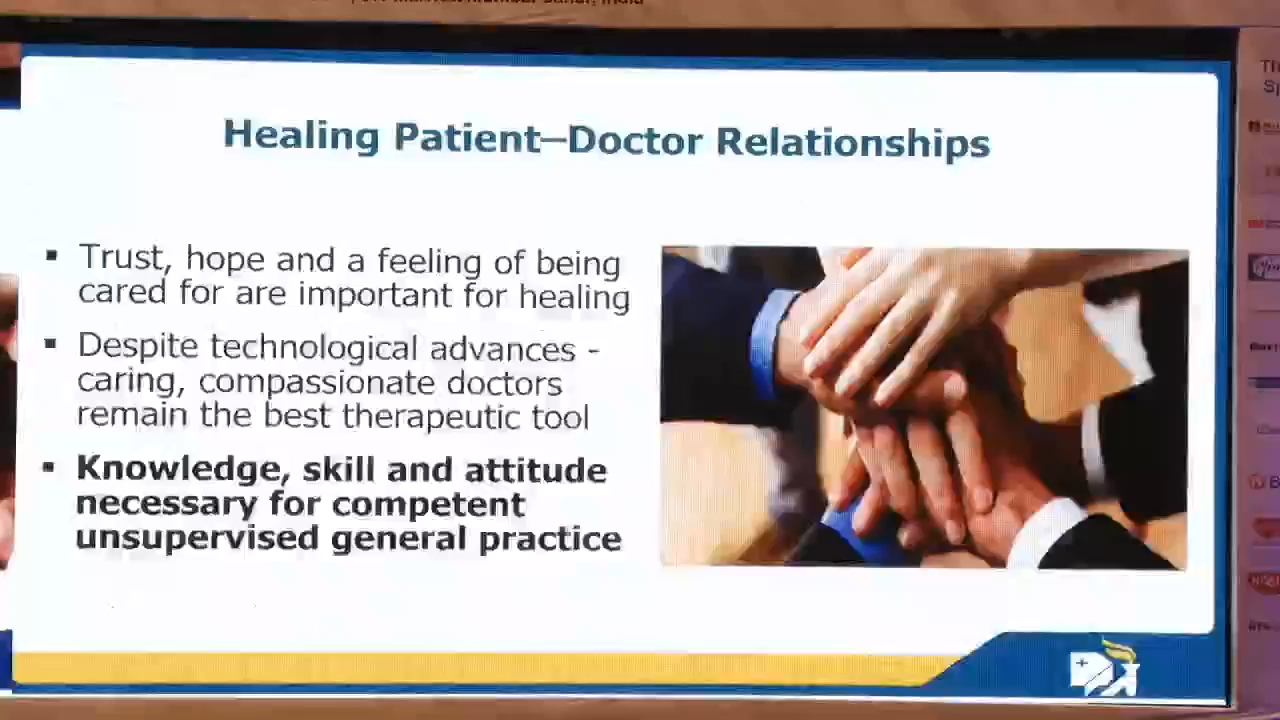 Healing Patient–Doctor Relationships
▪ Trust, hope and a feeling of being
cared for are important for healing
▪ Despite technological advances -
caring, compassionate doctors
remain the best therapeutic tool
▪ Knowledge, skill and attitude
necessary for competent
unsupervised general practice